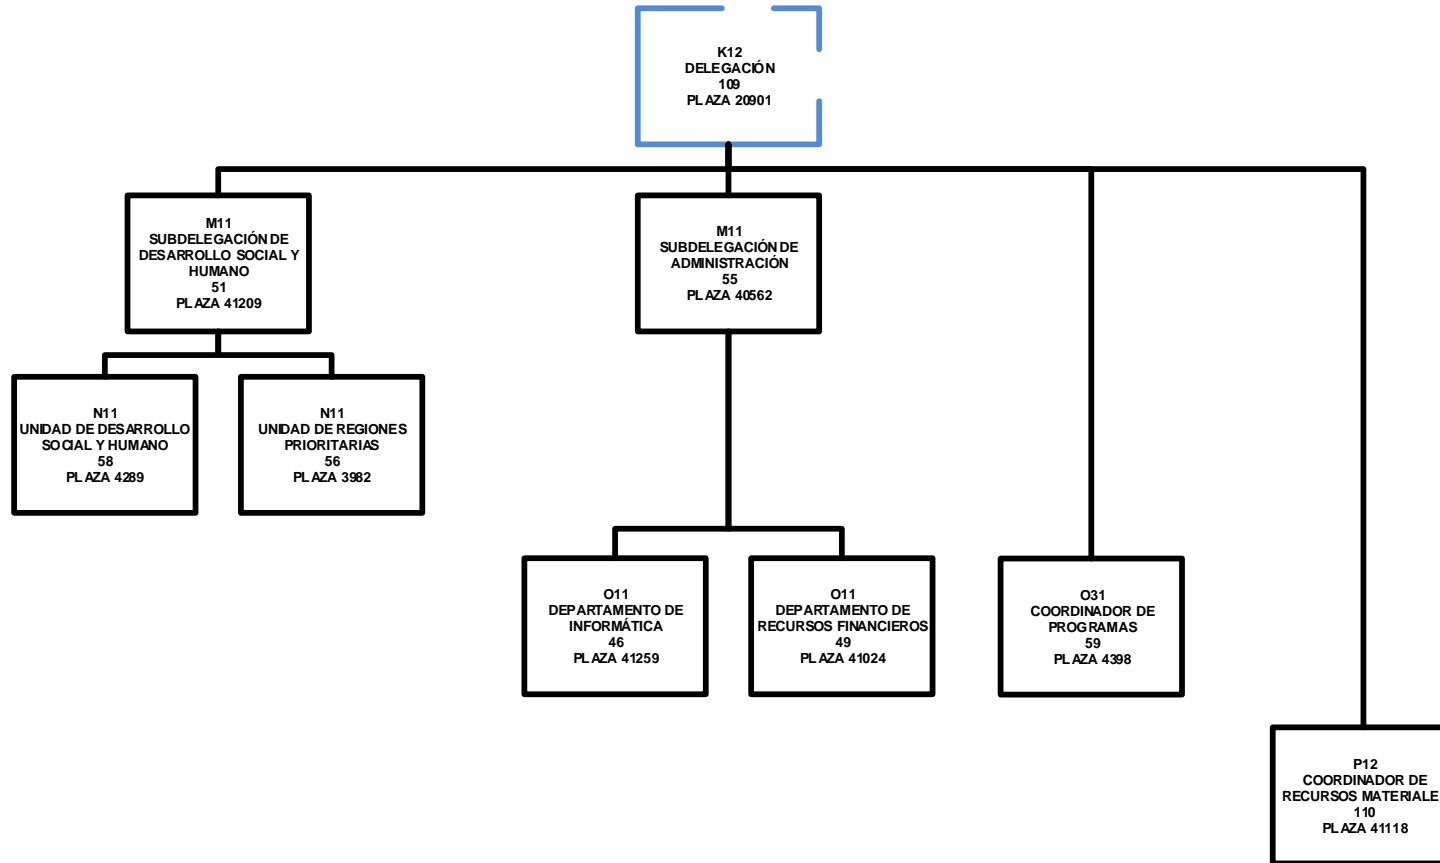 K12
DELEGACIÓN
109
PLAZA 20901
M11
SUBDELEGACIÓN DE
DESARROLLO SOCIAL Y
HUMANO
51
PLAZA 41209
M11
SUBDELEGACIÓN DE
ADMINISTRACIÓN
55
PLAZA 40562
N11
UNIDAD DE DESARROLLO
SOCIAL Y HUMANO
58
PLAZA 4289
N11
UNIDAD DE REGIONES
PRIORITARIAS
56
PLAZA 3982
O11
DEPARTAMENTO DE
INFORMÁTICA
46
PLAZA 41259
O11
DEPARTAMENTO DE
RECURSOS FINANCIEROS
49
PLAZA 41024
O31
COORDINADOR DE
PROGRAMAS
59
PLAZA 4398
P12
COORDINADOR DE
RECURSOS MATERIALE
110
PLAZA 41118